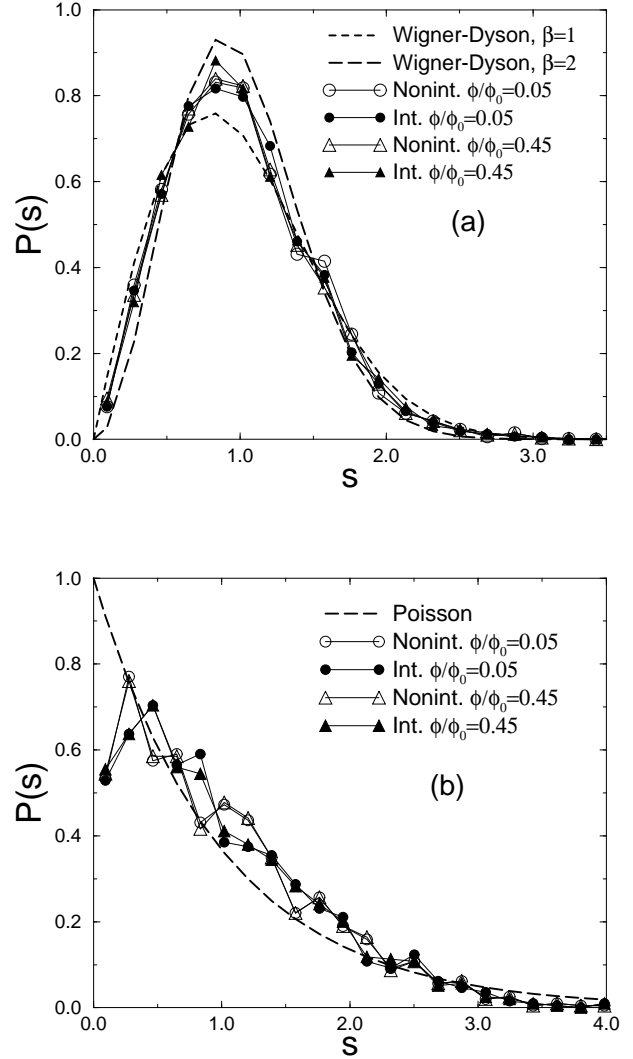 P(s)
1.0
0.8
0.6
0.4
0.2
0.0
Wigner-Dyson, β=1
Wigner-Dyson, β=2
Nonint. ϕ/ϕ₀=0.05
Int. ϕ/ϕ₀=0.05
Nonint. ϕ/ϕ₀=0.45
Int. ϕ/ϕ₀=0.45
(a)
0.0 1.0 2.0 3.0
s
P(s)
1.0
0.8
0.6
0.4
0.2
0.0
Poisson
Nonint. ϕ/ϕ₀=0.05
Int. ϕ/ϕ₀=0.05
Nonint. ϕ/ϕ₀=0.45
Int. ϕ/ϕ₀=0.45
(b)
0.0 1.0 2.0 3.0 4.0
s